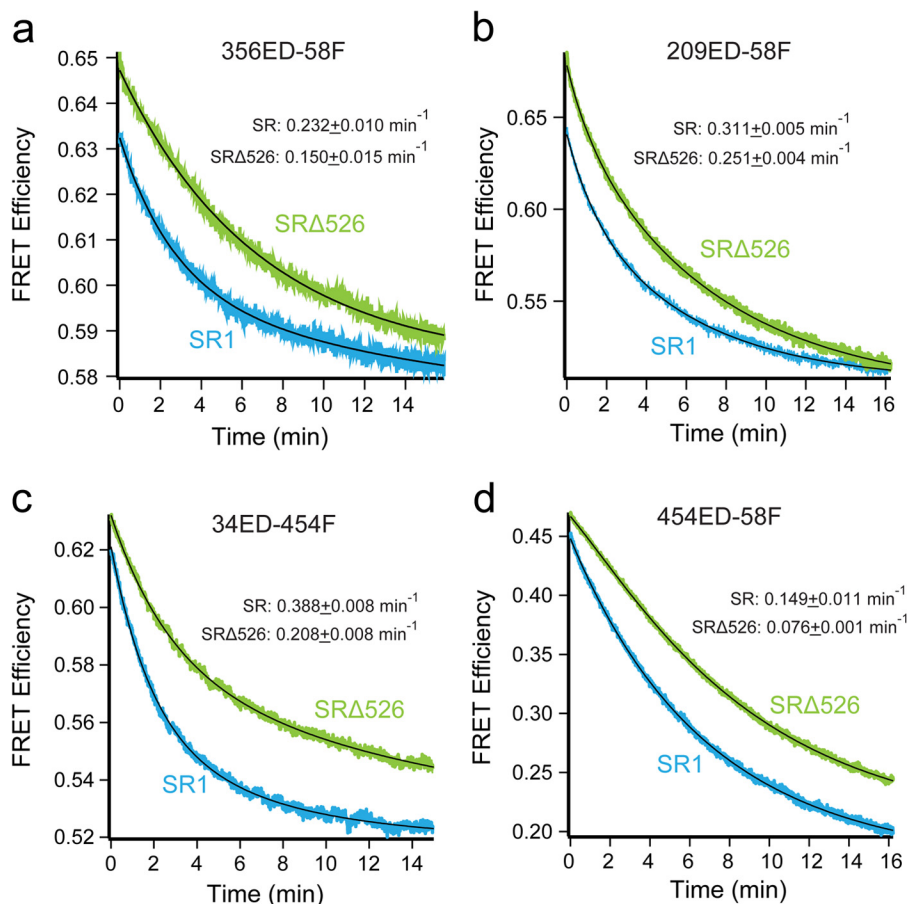 a
356ED-58F
0.65
0.64
0.63
0.62
0.61
0.60
0.59
0.58
FRET Efficiency
SR: 0.232±0.010 min⁻¹
SRΔ526: 0.150±0.015 min⁻¹
SRΔ526
SR1
0 2 4 6 8 10 12 14
Time (min)
b
209ED-58F
0.65
0.60
0.55
FRET Efficiency
SR: 0.311±0.005 min⁻¹
SRΔ526: 0.251±0.004 min⁻¹
SRΔ526
SR1
0 2 4 6 8 10 12 14 16
Time (min)
c
34ED-454F
0.62
0.60
0.58
0.56
0.54
0.52
FRET Efficiency
SR: 0.388±0.008 min⁻¹
SRΔ526: 0.208±0.008 min⁻¹
SRΔ526
SR1
0 2 4 6 8 10 12 14
Time (min)
d
454ED-58F
0.45
0.40
0.35
0.30
0.25
0.20
FRET Efficiency
SR: 0.149±0.011 min⁻¹
SRΔ526: 0.076±0.001 min⁻¹
SRΔ526
SR1
0 2 4 6 8 10 12 14 16
Time (min)